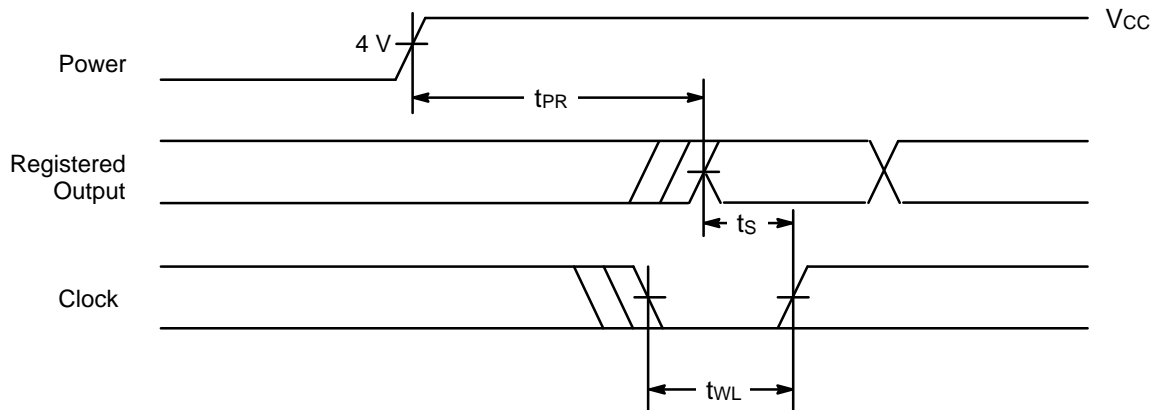 VCC
4 V
Power
tPR
Registered
Output
tS
Clock
tWL